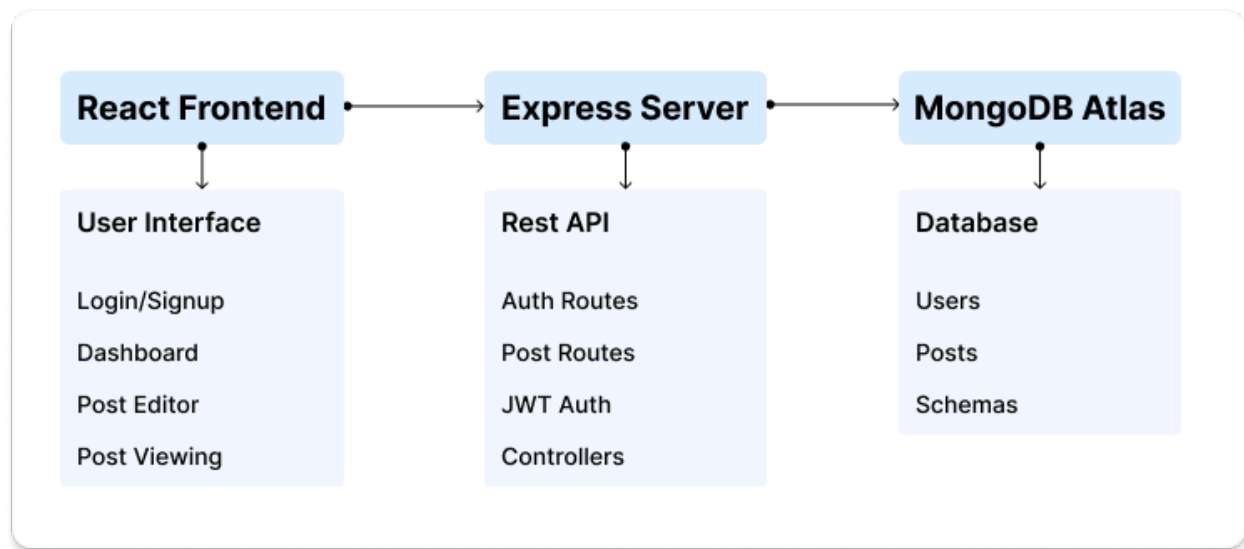 React Frontend
Express Server
MongoDB Atlas
User Interface
Login/Signup
Dashboard
Post Editor
Post Viewing
Rest API
Auth Routes
Post Routes
JWT Auth
Controllers
Database
Users
Posts
Schemas